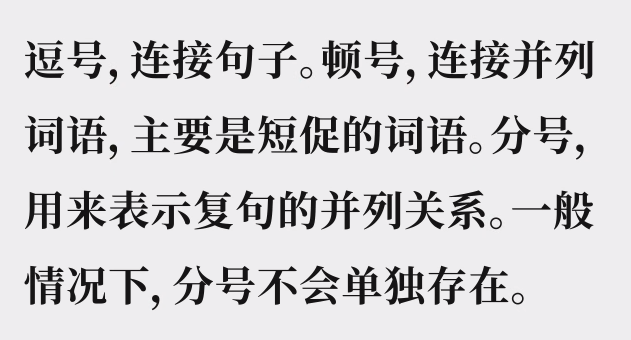 逗号, 连接句子。顿号, 连接并列
词语, 主要是短促的词语。分号,
用来表示复句的并列关系。一般
情况下, 分号不会单独存在。